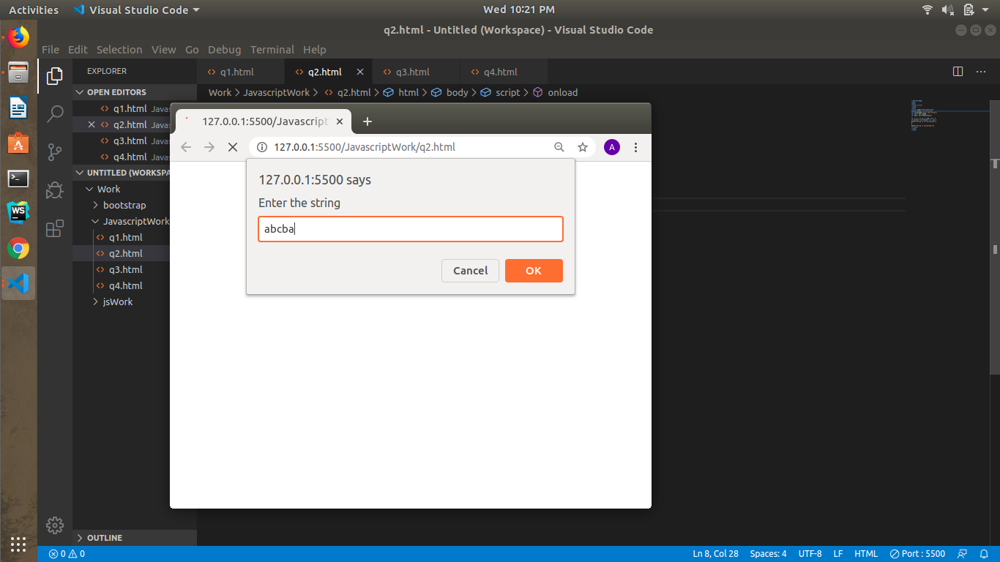 Activities Visual Studio Code Wed 10:21 PM
q2.html - Untitled (Workspace) - Visual Studio Code
File Edit Selection View Go Debug Terminal Help
EXPLORER q1.html q2.html q3.html q4.html
OPEN EDITORS Work > JavascriptWork > q2.html > html > body > script > onload
q1.html Javas
q2.html Javas
q3.html Javas
q4.html Javas
UNTITLED (WORKSPA
Work
bootstrap
JavascriptWork
q1.html
q2.html
q3.html
q4.html
jsWork
127.0.0.1:5500/Javascript
127.0.0.1:5500/JavascriptWork/q2.html A
127.0.0.1:5500 says
Enter the string
abcba
Cancel OK
WS
OUTLINE
0 0 Ln 8, Col 28 Spaces: 4 UTF-8 LF HTML Port : 5500